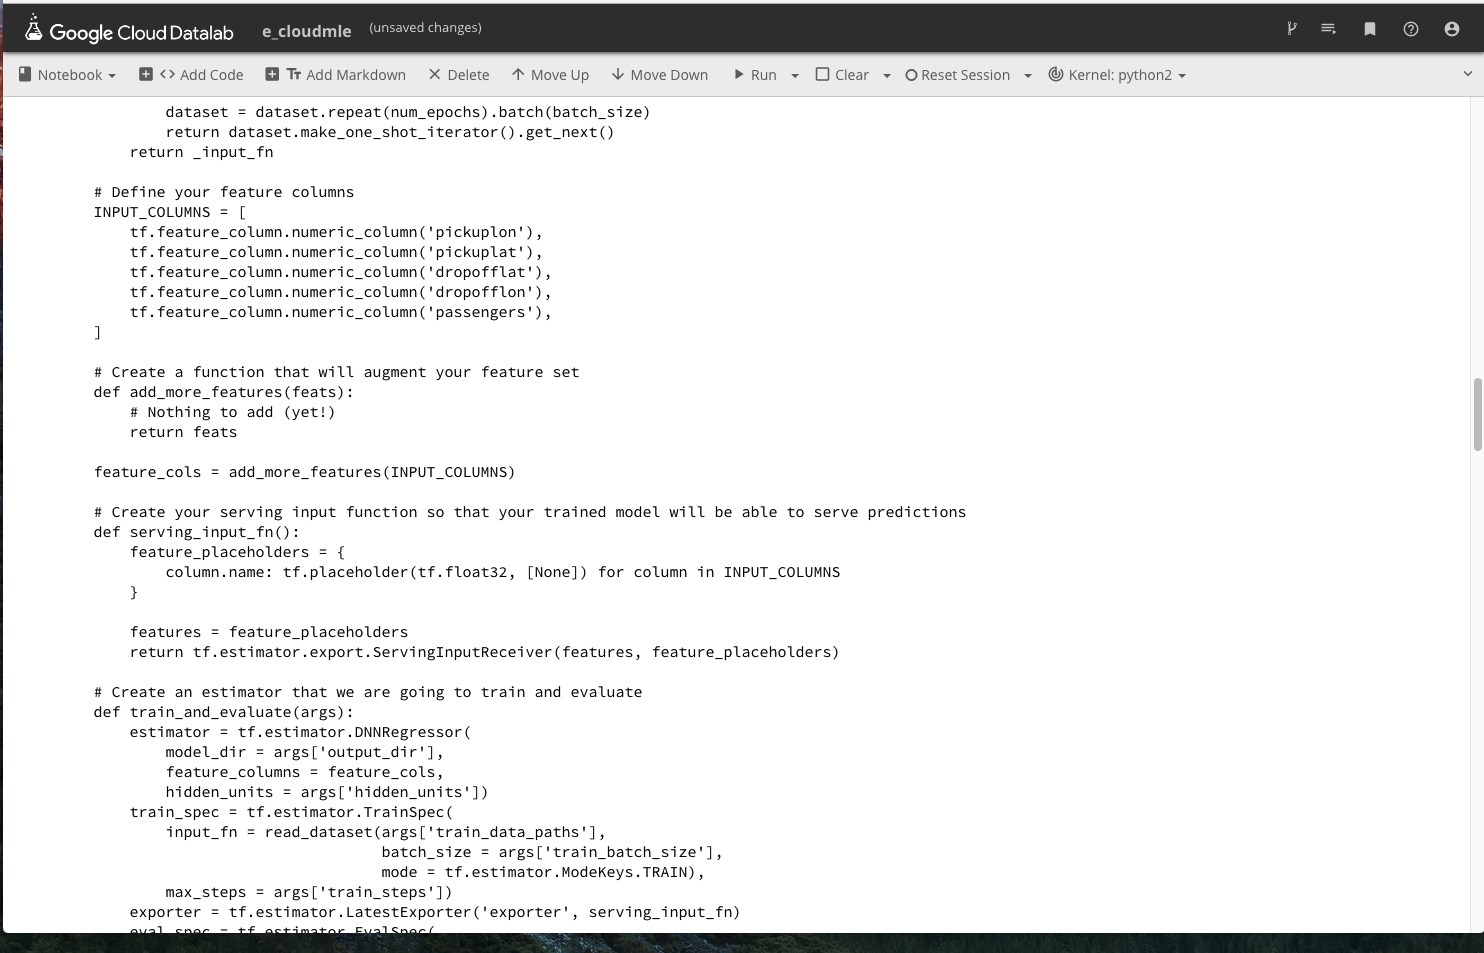 Google Cloud Datalab e_cloudmle (unsaved changes)
Notebook <> Add Code Tт Add Markdown Delete Move Up Move Down Run Clear Reset Session Kernel: python2
        dataset = dataset.repeat(num_epochs).batch(batch_size)
        return dataset.make_one_shot_iterator().get_next()
    return _input_fn
# Define your feature columns
INPUT_COLUMNS = [
    tf.feature_column.numeric_column('pickuplon'),
    tf.feature_column.numeric_column('pickuplat'),
    tf.feature_column.numeric_column('dropofflat'),
    tf.feature_column.numeric_column('dropofflon'),
    tf.feature_column.numeric_column('passengers'),
]
# Create a function that will augment your feature set
def add_more_features(feats):
    # Nothing to add (yet!)
    return feats
feature_cols = add_more_features(INPUT_COLUMNS)
# Create your serving input function so that your trained model will be able to serve predictions
def serving_input_fn():
    feature_placeholders = {
        column.name: tf.placeholder(tf.float32, [None]) for column in INPUT_COLUMNS
    }
    features = feature_placeholders
    return tf.estimator.export.ServingInputReceiver(features, feature_placeholders)
# Create an estimator that we are going to train and evaluate
def train_and_evaluate(args):
    estimator = tf.estimator.DNNRegressor(
        model_dir = args['output_dir'],
        feature_columns = feature_cols,
        hidden_units = args['hidden_units'])
    train_spec = tf.estimator.TrainSpec(
        input_fn = read_dataset(args['train_data_paths'],
                                batch_size = args['train_batch_size'],
                                mode = tf.estimator.ModeKeys.TRAIN),
        max_steps = args['train_steps'])
    exporter = tf.estimator.LatestExporter('exporter', serving_input_fn)
    eval_spec = tf.estimator.EvalSpec(